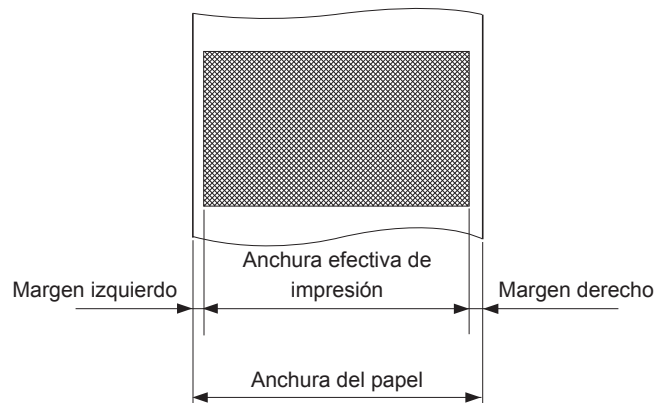 Anchura efectiva de
impresión
Margen izquierdo
Margen derecho
Anchura del papel